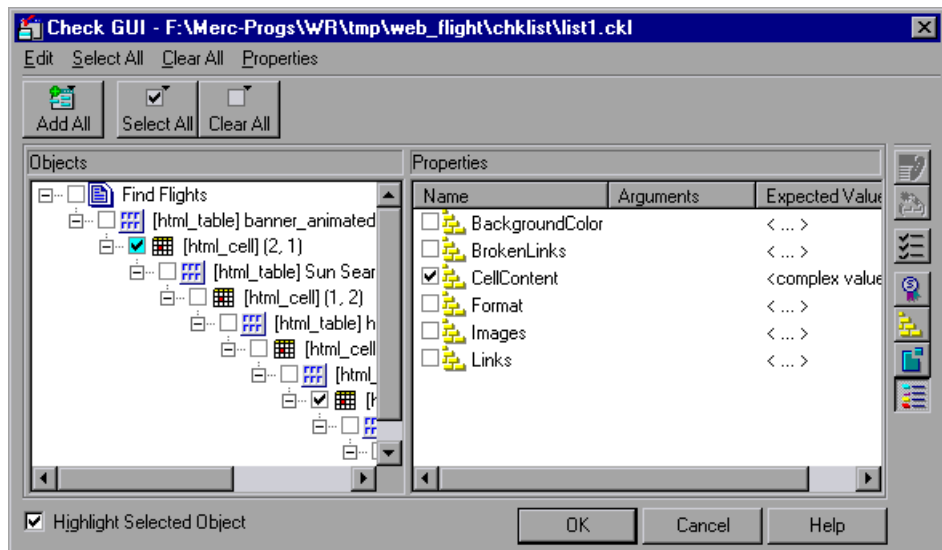 Check GUI - F:\Merc-Progs\WR\tmp\web_flight\chklist\list1.ckl
Edit Select All Clear All Properties
Add All Select All Clear All
Objects
Find Flights
[html_table] banner_animated
[html_cell] (2, 1)
[html_table] Sun Sear
[html_cell] (1, 2)
[html_table] h
[html_cell
[html_
[h
Properties
Name Arguments Expected Value
BackgroundColor < ... >
BrokenLinks < ... >
CellContent <complex value
Format < ... >
Images < ... >
Links < ... >
Highlight Selected Object
OK Cancel Help